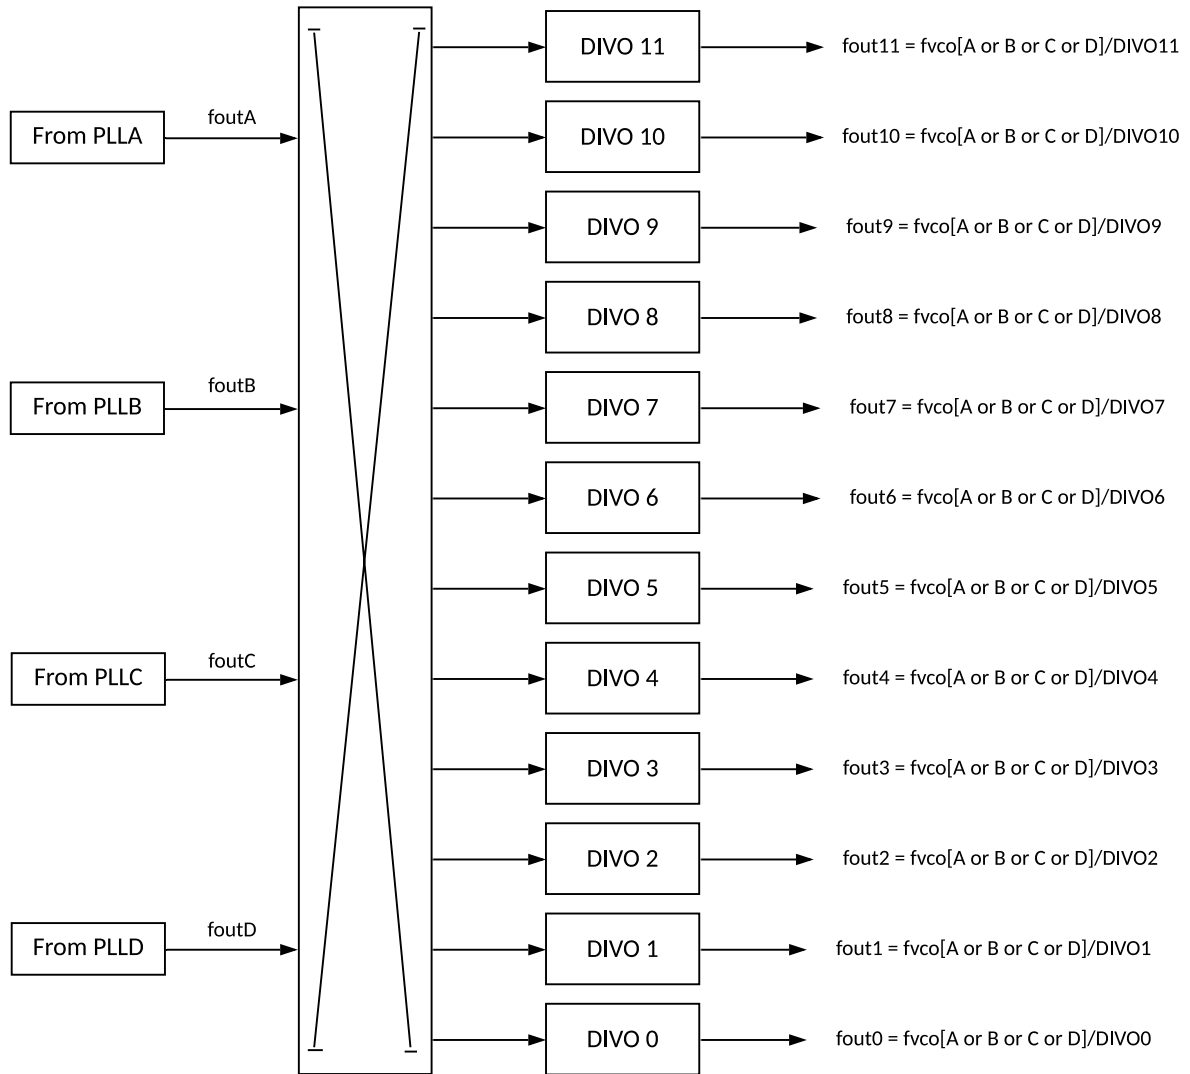 DIVO 11
fout11 = fvco[A or B or C or D]/DIVO11
foutA
From PLLA
DIVO 10
fout10 = fvco[A or B or C or D]/DIVO10
DIVO 9
fout9 = fvco[A or B or C or D]/DIVO9
DIVO 8
fout8 = fvco[A or B or C or D]/DIVO8
foutB
From PLLB
DIVO 7
fout7 = fvco[A or B or C or D]/DIVO7
DIVO 6
fout6 = fvco[A or B or C or D]/DIVO6
DIVO 5
fout5 = fvco[A or B or C or D]/DIVO5
foutC
From PLLC
DIVO 4
fout4 = fvco[A or B or C or D]/DIVO4
DIVO 3
fout3 = fvco[A or B or C or D]/DIVO3
DIVO 2
fout2 = fvco[A or B or C or D]/DIVO2
foutD
From PLLD
DIVO 1
fout1 = fvco[A or B or C or D]/DIVO1
DIVO 0
fout0 = fvco[A or B or C or D]/DIVO0